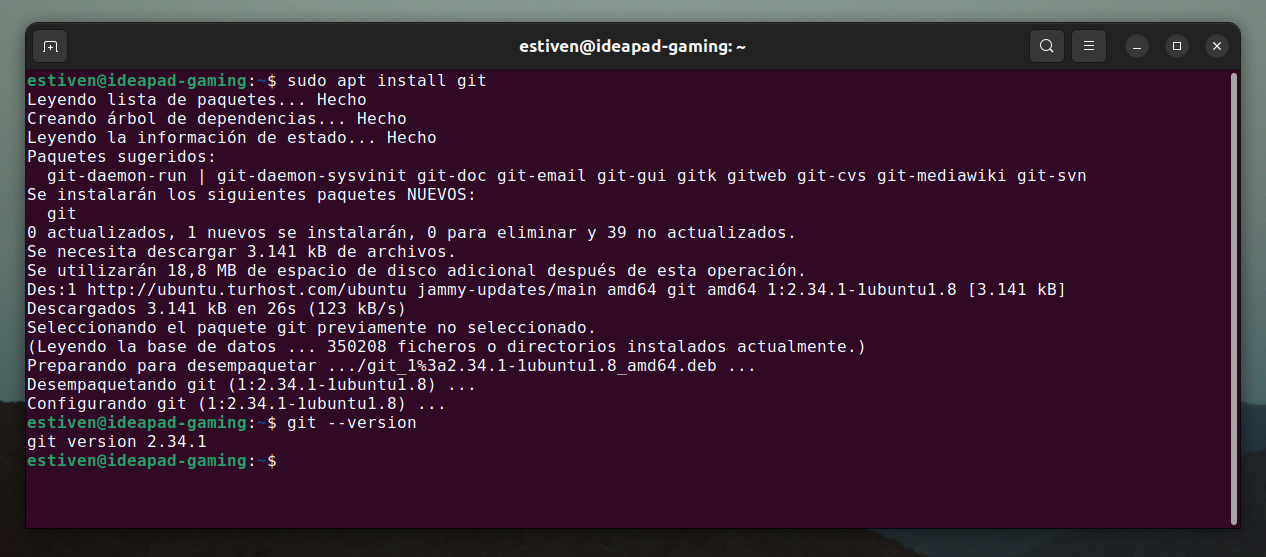 estiven@ideapad-gaming: ~
estiven@ideapad-gaming:~$ sudo apt install git
Leyendo lista de paquetes... Hecho
Creando árbol de dependencias... Hecho
Leyendo la información de estado... Hecho
Paquetes sugeridos:
  git-daemon-run | git-daemon-sysvinit git-doc git-email git-gui gitk gitweb git-cvs git-mediawiki git-svn
Se instalarán los siguientes paquetes NUEVOS:
  git
0 actualizados, 1 nuevos se instalarán, 0 para eliminar y 39 no actualizados.
Se necesita descargar 3.141 kB de archivos.
Se utilizarán 18,8 MB de espacio de disco adicional después de esta operación.
Des:1 http://ubuntu.turhost.com/ubuntu jammy-updates/main amd64 git amd64 1:2.34.1-1ubuntu1.8 [3.141 kB]
Descargados 3.141 kB en 26s (123 kB/s)
Seleccionando el paquete git previamente no seleccionado.
(Leyendo la base de datos ... 350208 ficheros o directorios instalados actualmente.)
Preparando para desempaquetar .../git_1%3a2.34.1-1ubuntu1.8_amd64.deb ...
Desempaquetando git (1:2.34.1-1ubuntu1.8) ...
Configurando git (1:2.34.1-1ubuntu1.8) ...
estiven@ideapad-gaming:~$ git --version
git version 2.34.1
estiven@ideapad-gaming:~$